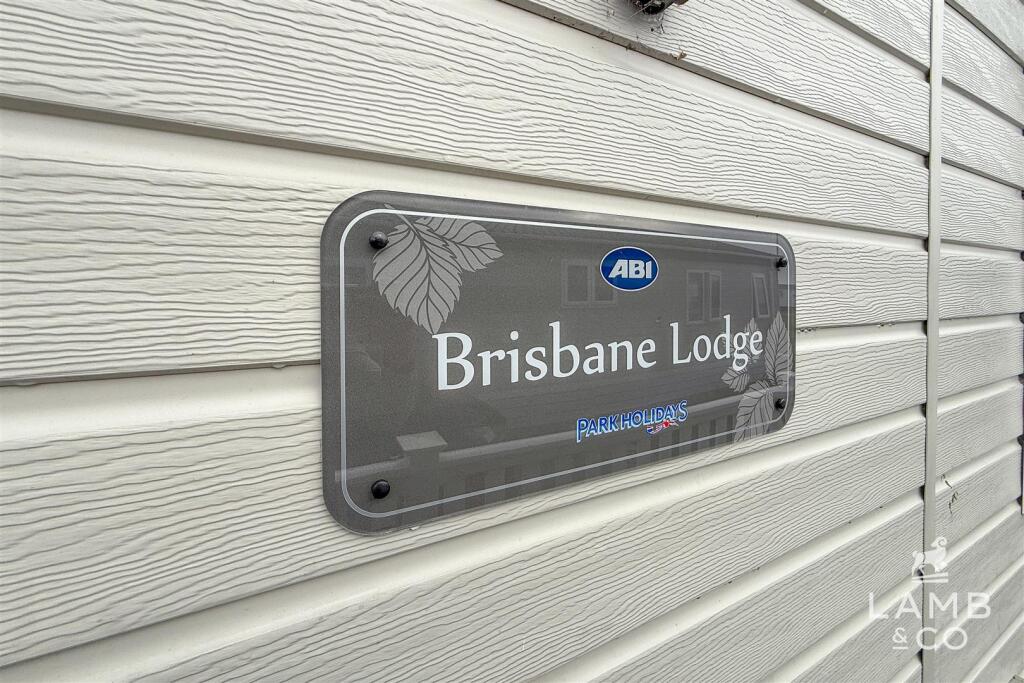 ABI
Brisbane Lodge
PARK HOLIDAYS
LAMB
& CO